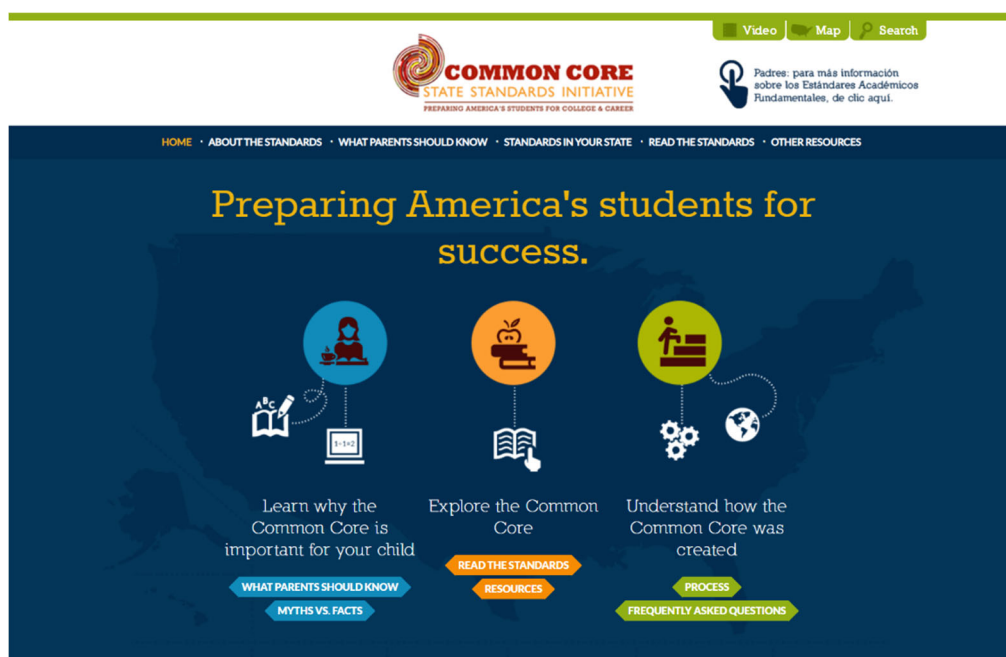 Video
Map
Search
COMMON CORE
STATE STANDARDS INITIATIVE
PREPARING AMERICA'S STUDENTS FOR COLLEGE & CAREER
Padres: para más información
sobre los Estándares Académicos
Fundamentales, de clic aquí.
HOME · ABOUT THE STANDARDS · WHAT PARENTS SHOULD KNOW · STANDARDS IN YOUR STATE · READ THE STANDARDS · OTHER RESOURCES
Preparing America's students for
success.
ABC
1+1=2
Learn why the
Common Core is
important for your child
WHAT PARENTS SHOULD KNOW
MYTHS VS. FACTS
Explore the Common
Core
READ THE STANDARDS
RESOURCES
Understand how the
Common Core was
created
PROCESS
FREQUENTLY ASKED QUESTIONS